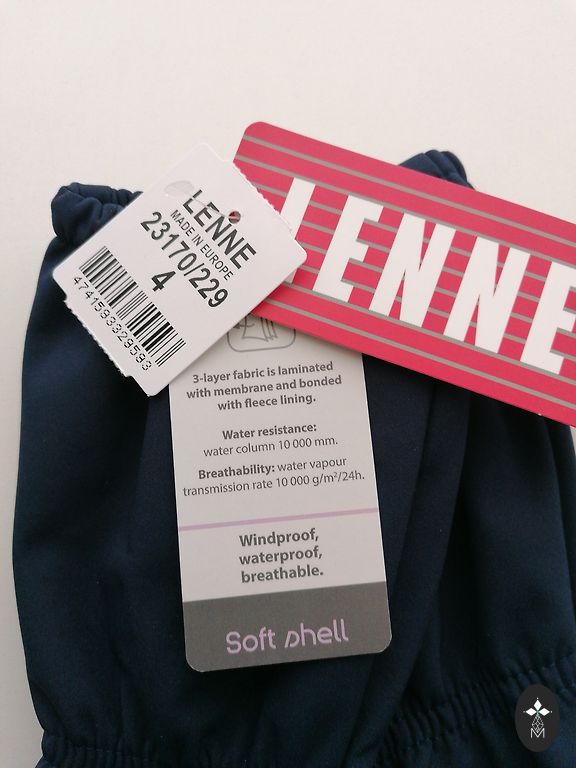 LENNE
MADE IN EUROPE
23170/229
4
4741593329593
LENNE
3-layer fabric is laminated
with membrane and bonded
with fleece lining.
Water resistance:
water column 10 000 mm.
Breathability: water vapour
transmission rate 10 000 g/m²/24h.
Windproof,
waterproof,
breathable.
Soft shell
M